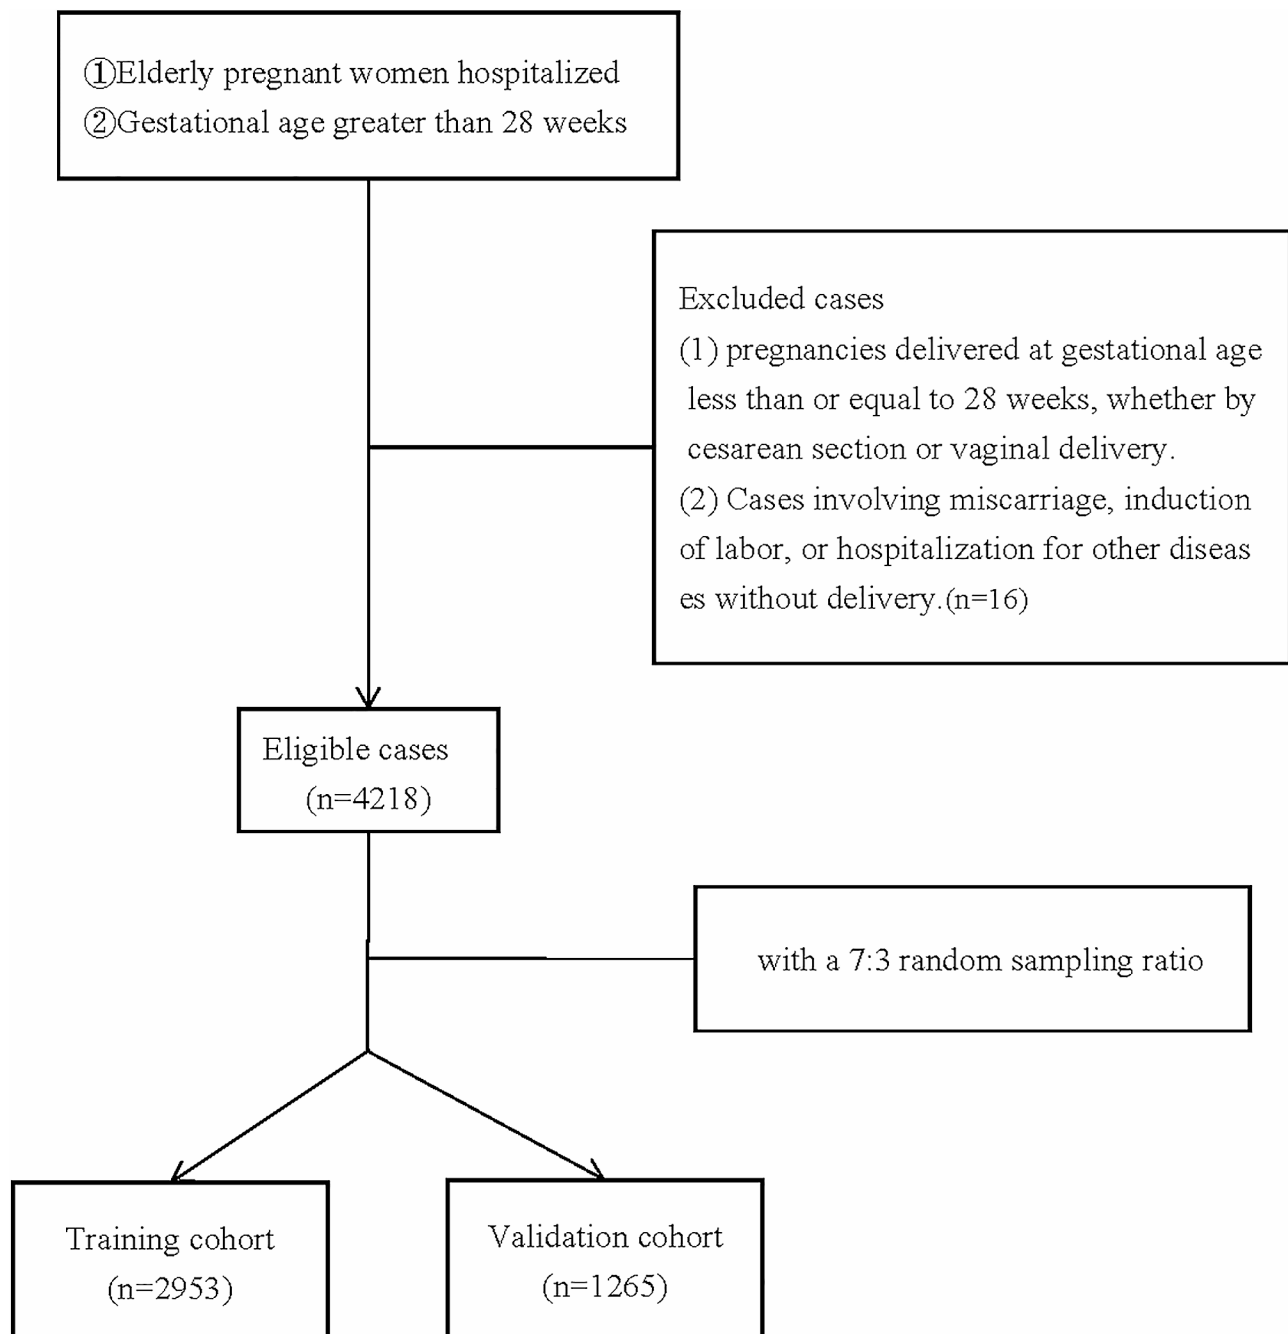 ①Elderly pregnant women hospitalized
②Gestational age greater than 28 weeks
Excluded cases
(1) pregnancies delivered at gestational age
less than or equal to 28 weeks, whether by
cesarean section or vaginal delivery.
(2) Cases involving miscarriage, induction
of labor, or hospitalization for other diseas
es without delivery.(n=16)
Eligible cases
(n=4218)
with a 7:3 random sampling ratio
Training cohort
(n=2953)
Validation cohort
(n=1265)